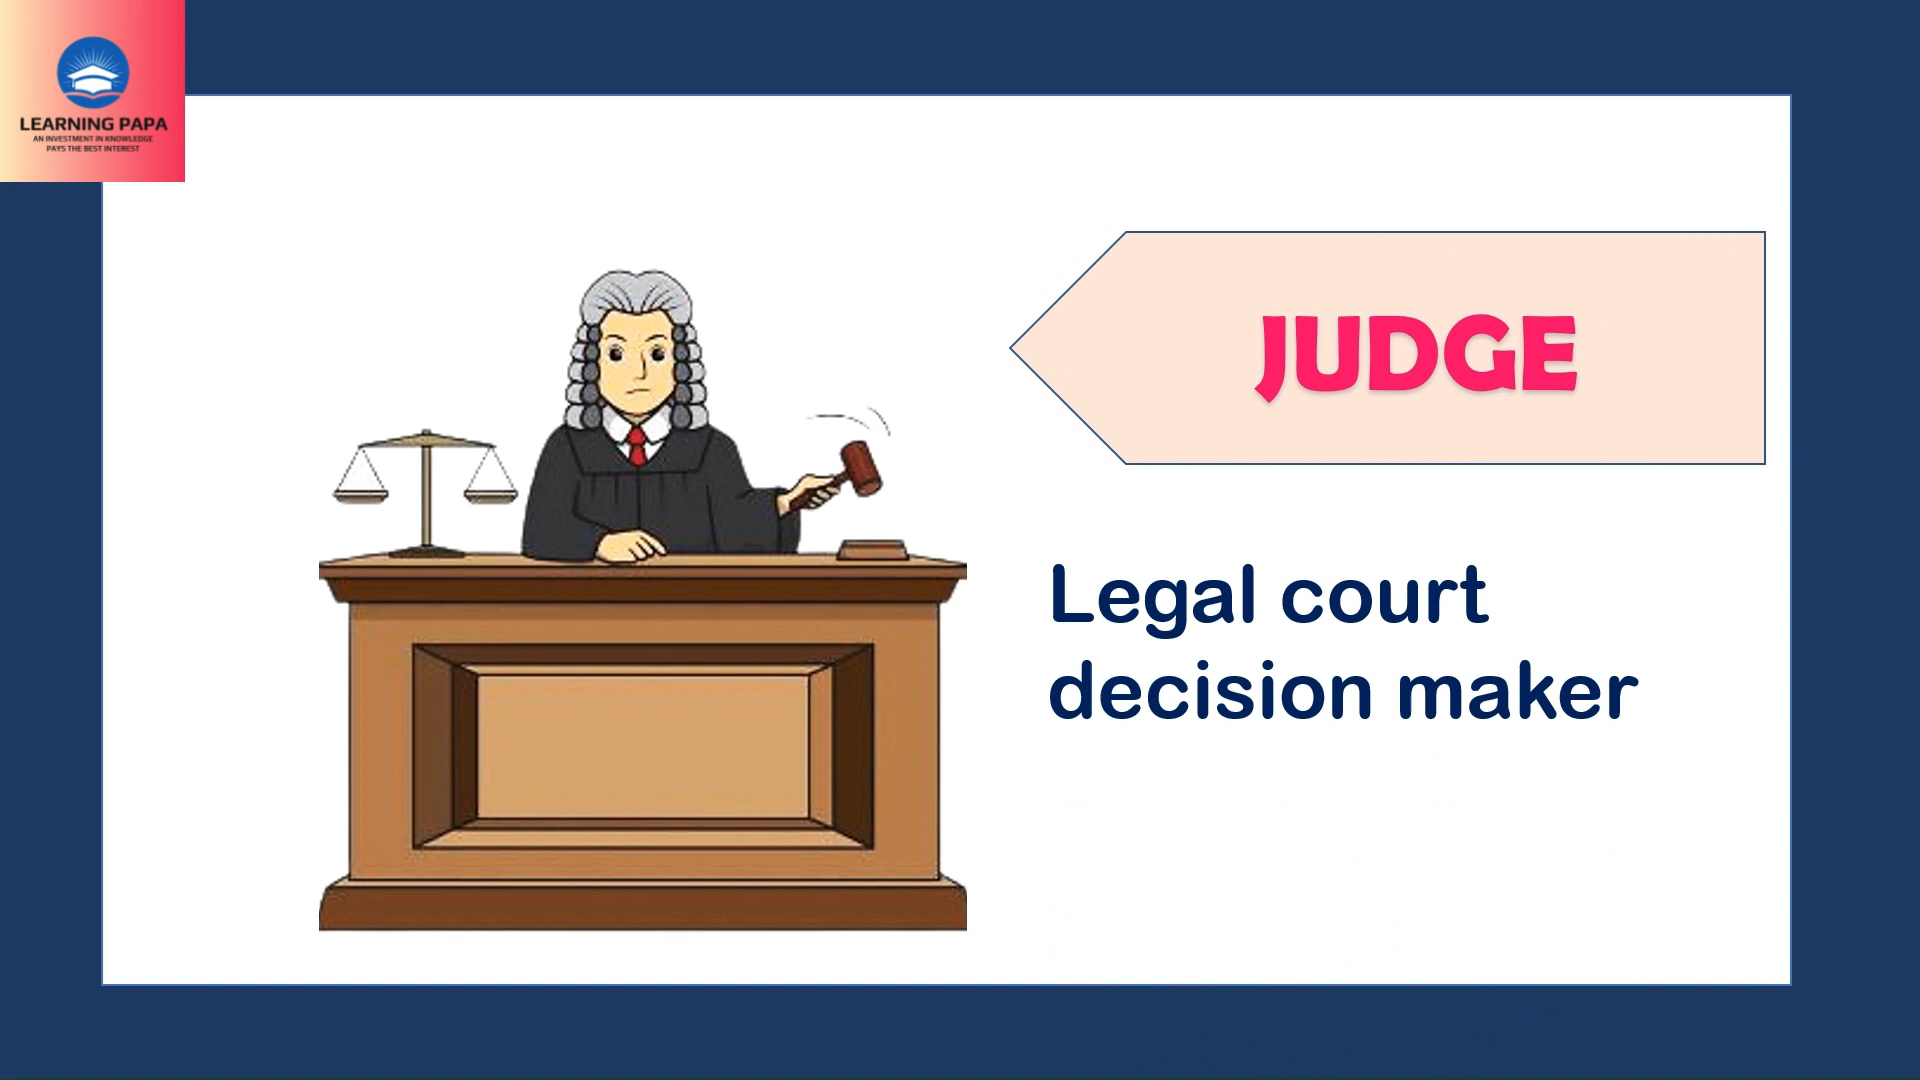 LEARNING PAPA
AN INVESTMENT IN KNOWLEDGE
PAYS THE BEST INTEREST
JUDGE
Legal court
decision maker